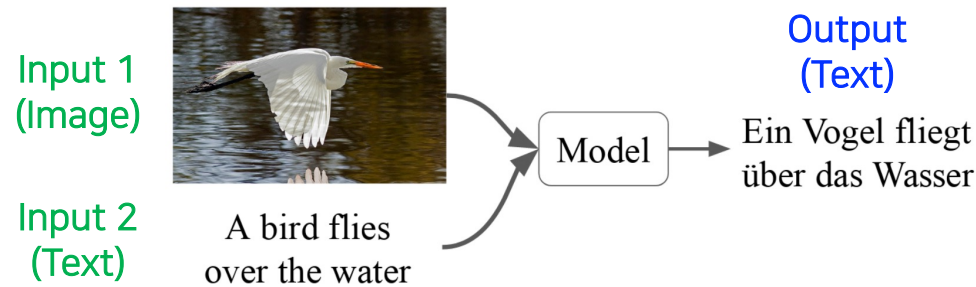 Input 1
(Image)
Input 2
(Text)
A bird flies
over the water
Model
Output
(Text)
Ein Vogel fliegt
über das Wasser